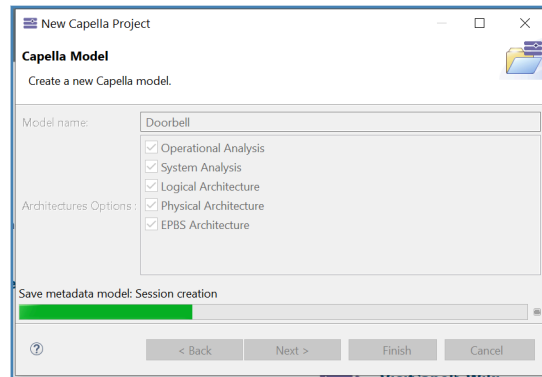 New Capella Project
Capella Model
Create a new Capella model.
Model name:
Doorbell
Operational Analysis
System Analysis
Logical Architecture
Architectures Options :
Physical Architecture
EPBS Architecture
Save metadata model: Session creation
?
< Back
Next >
Finish
Cancel